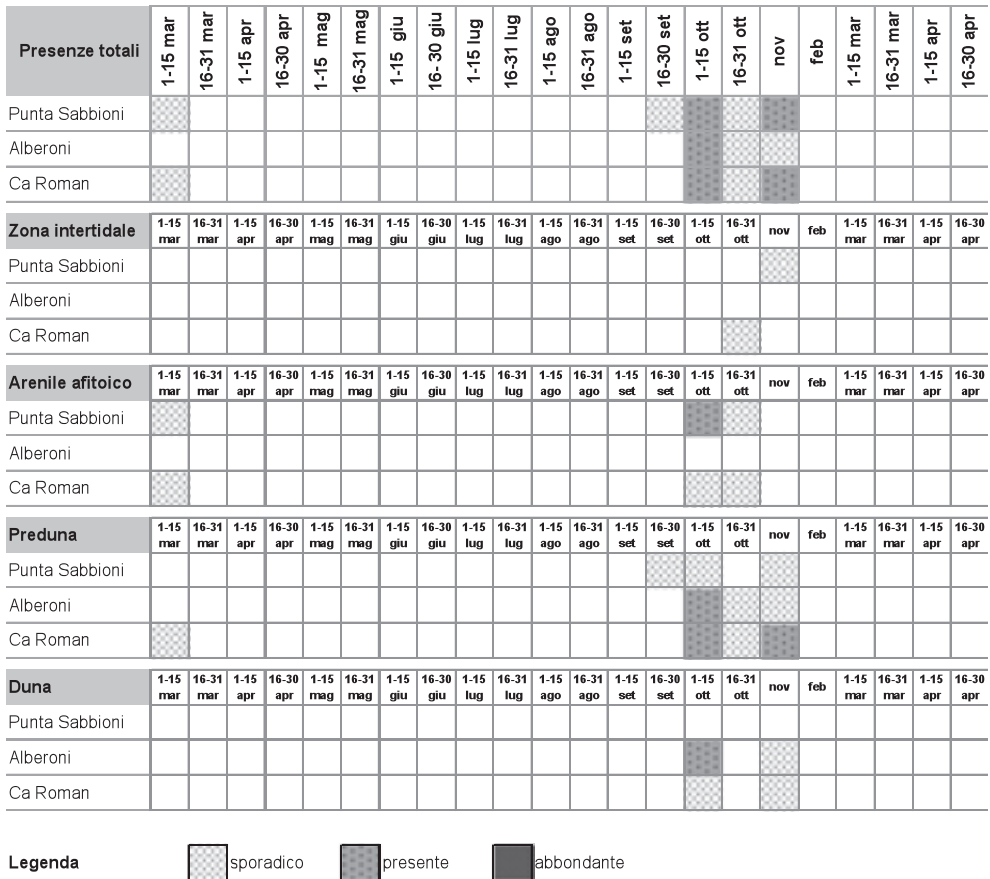 Presenze totali 1-15 mar 16-31 mar 1-15 apr 16-30 apr 1-15 mag 16-31 mag 1-15 giu 16- 30 giu 1-15 lug 16-31 lug 1-15 ago 16-31 ago 1-15 set 16-30 set 1-15 ott 16-31 ott nov feb 1-15 mar 16-31 mar 1-15 apr 16-30 apr
Punta Sabbioni
Alberoni
Ca Roman
Zona intertidale 1-15 mar 16-31 mar 1-15 apr 16-30 apr 1-15 mag 16-31 mag 1-15 giu 16-30 giu 1-15 lug 16-31 lug 1-15 ago 16-31 ago 1-15 set 16-30 set 1-15 ott 16-31 ott nov feb 1-15 mar 16-31 mar 1-15 apr 16-30 apr
Punta Sabbioni
Alberoni
Ca Roman
Arenile afitoico 1-15 mar 16-31 mar 1-15 apr 16-30 apr 1-15 mag 16-31 mag 1-15 giu 16-30 giu 1-15 lug 16-31 lug 1-15 ago 16-31 ago 1-15 set 16-30 set 1-15 ott 16-31 ott nov feb 1-15 mar 16-31 mar 1-15 apr 16-30 apr
Punta Sabbioni
Alberoni
Ca Roman
Preduna 1-15 mar 16-31 mar 1-15 apr 16-30 apr 1-15 mag 16-31 mag 1-15 giu 16-30 giu 1-15 lug 16-31 lug 1-15 ago 16-31 ago 1-15 set 16-30 set 1-15 ott 16-31 ott nov feb 1-15 mar 16-31 mar 1-15 apr 16-30 apr
Punta Sabbioni
Alberoni
Ca Roman
Duna 1-15 mar 16-31 mar 1-15 apr 16-30 apr 1-15 mag 16-31 mag 1-15 giu 16-30 giu 1-15 lug 16-31 lug 1-15 ago 16-31 ago 1-15 set 16-30 set 1-15 ott 16-31 ott nov feb 1-15 mar 16-31 mar 1-15 apr 16-30 apr
Punta Sabbioni
Alberoni
Ca Roman
Legenda sporadico presente abbondante